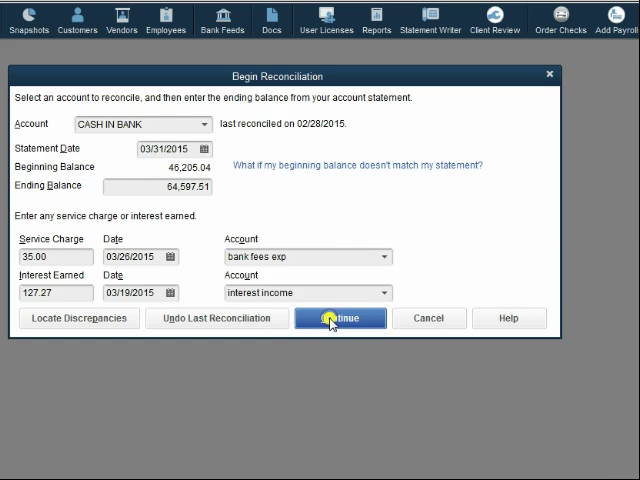 Snapshots Customers Vendors Employees Bank Feeds Docs User Licenses Reports Statement Writer Client Review Order Checks Add Payroll
Begin Reconciliation
Select an account to reconcile, and then enter the ending balance from your account statement.
Account CASH IN BANK last reconciled on 02/28/2015.
Statement Date 03/31/2015
Beginning Balance 46,205.04 What if my beginning balance doesn't match my statement?
Ending Balance 64,597.51
Enter any service charge or interest earned.
Service Charge Date Account
35.00 03/26/2015 bank fees exp
Interest Earned Date Account
127.27 03/19/2015 interest income
Locate Discrepancies Undo Last Reconciliation Continue Cancel Help